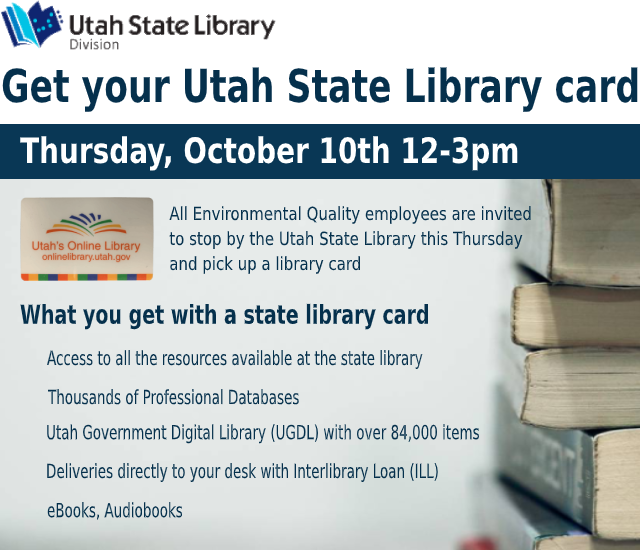 Utah State Library
Division
Get your Utah State Library card
Thursday, October 10th 12-3pm
Utah's Online Library
onlinelibrary.utah.gov
All Environmental Quality employees are invited
to stop by the Utah State Library this Thursday
and pick up a library card
What you get with a state library card
Access to all the resources available at the state library
Thousands of Professional Databases
Utah Government Digital Library (UGDL) with over 84,000 items
Deliveries directly to your desk with Interlibrary Loan (ILL)
eBooks, Audiobooks